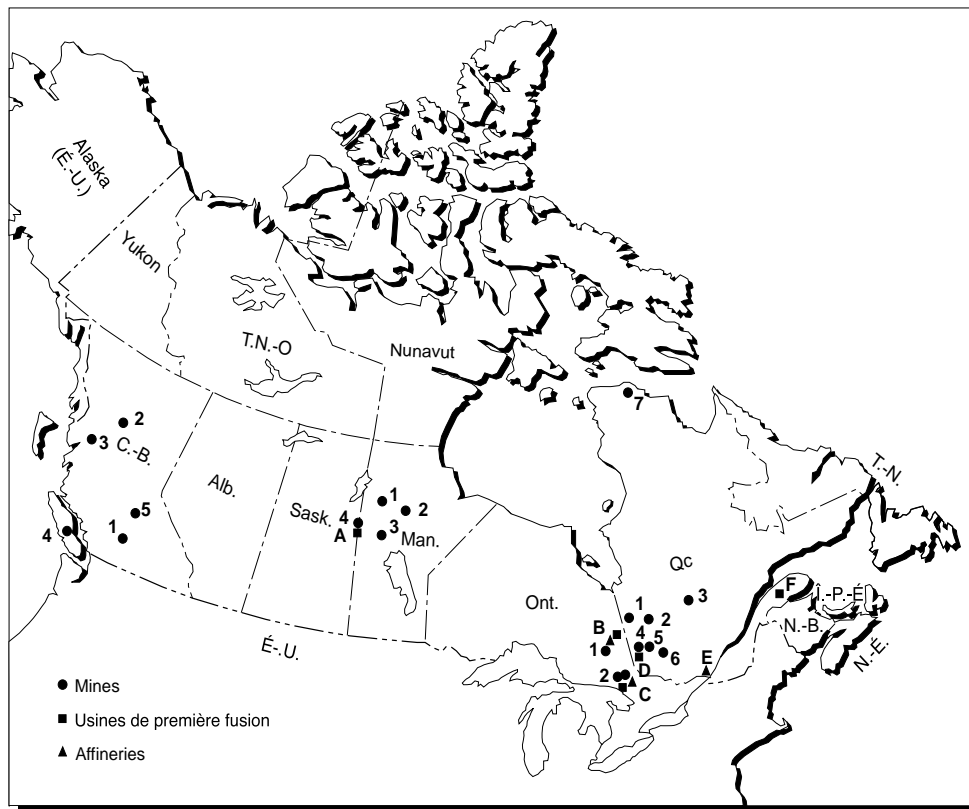 Alaska
(É.-U.)
Yukon
T.N.-O
Nunavut
7
2
3
C.-B.
Alb.
Sask.
1
2
4
3
A
Man.
5
4
1
T.-N.
Qc
3
Ont.
F
Î.-P.-É
N.-B.
N.-É.
1
2
B
4
5
1
6
D
E
2
C
É-.U.
Mines
Usines de première fusion
Affineries